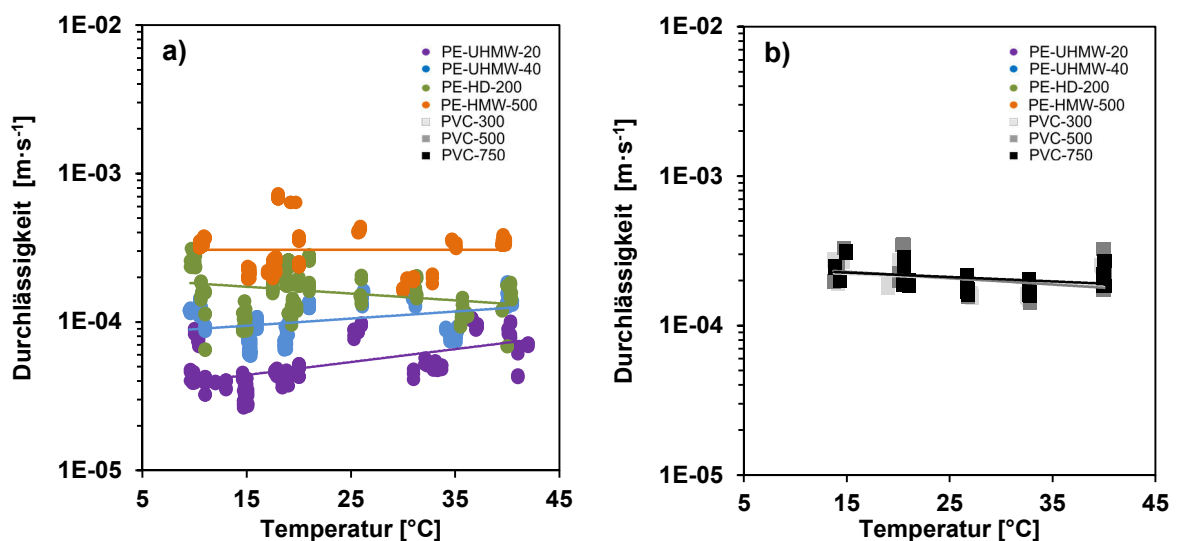 a)
1E-02
1E-03
1E-04
1E-05
Durchlässigkeit [m·s-1]
PE-UHMW-20
PE-UHMW-40
PE-HD-200
PE-HMW-500
PVC-300
PVC-500
PVC-750
5 15 25 35 45
Temperatur [°C]
b)
1E-02
1E-03
1E-04
1E-05
Durchlässigkeit [m·s-1]
PE-UHMW-20
PE-UHMW-40
PE-HD-200
PE-HMW-500
PVC-300
PVC-500
PVC-750
5 15 25 35 45
Temperatur [°C]